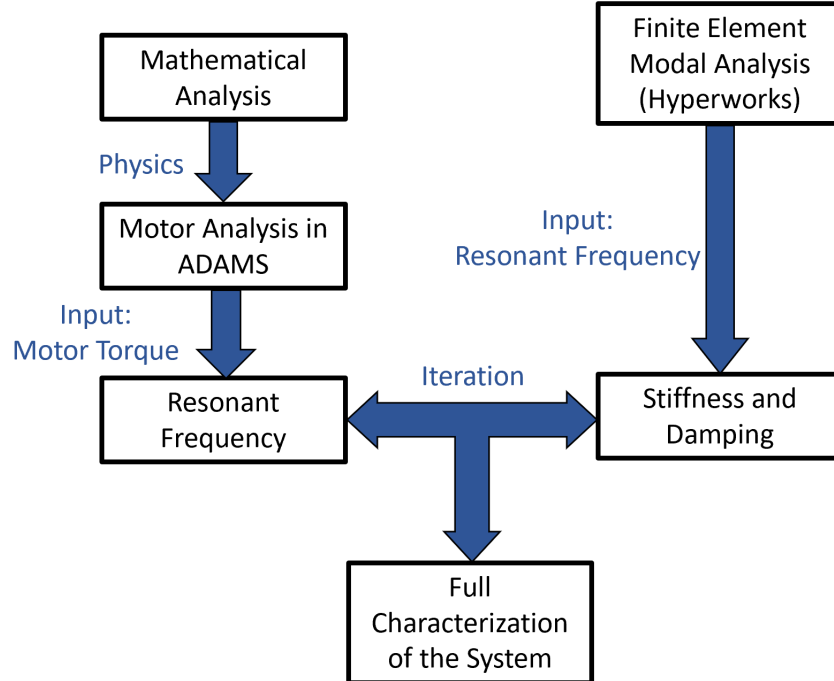 Mathematical
Analysis
Finite Element
Modal Analysis
(Hyperworks)
Physics
Motor Analysis in
ADAMS
Input:
Resonant Frequency
Input:
Motor Torque
Iteration
Resonant
Frequency
Stiffness and
Damping
Full
Characterization
of the System